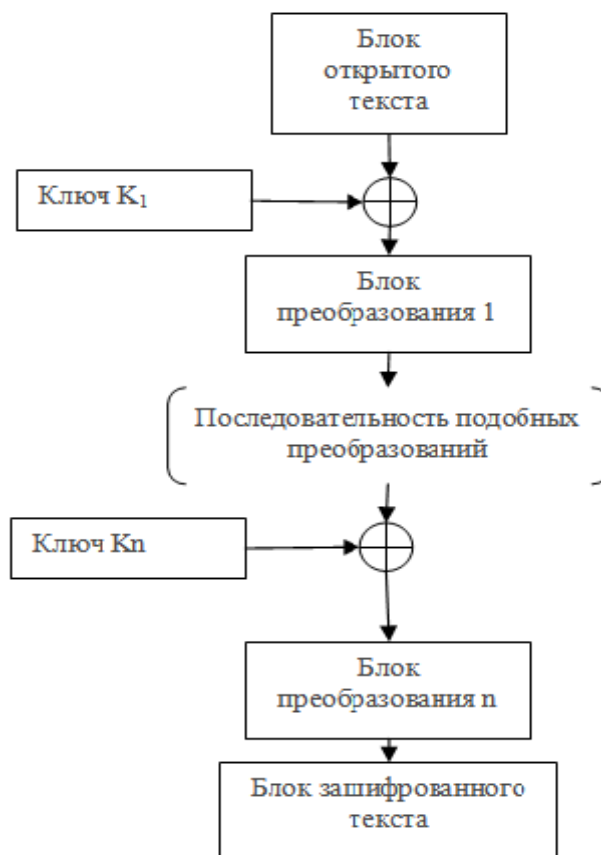 Блок
открытого
текста
Ключ K₁
Блок
преобразования 1
Последовательность подобных
преобразований
Ключ Kn
Блок
преобразования n
Блок зашифрованного
текста